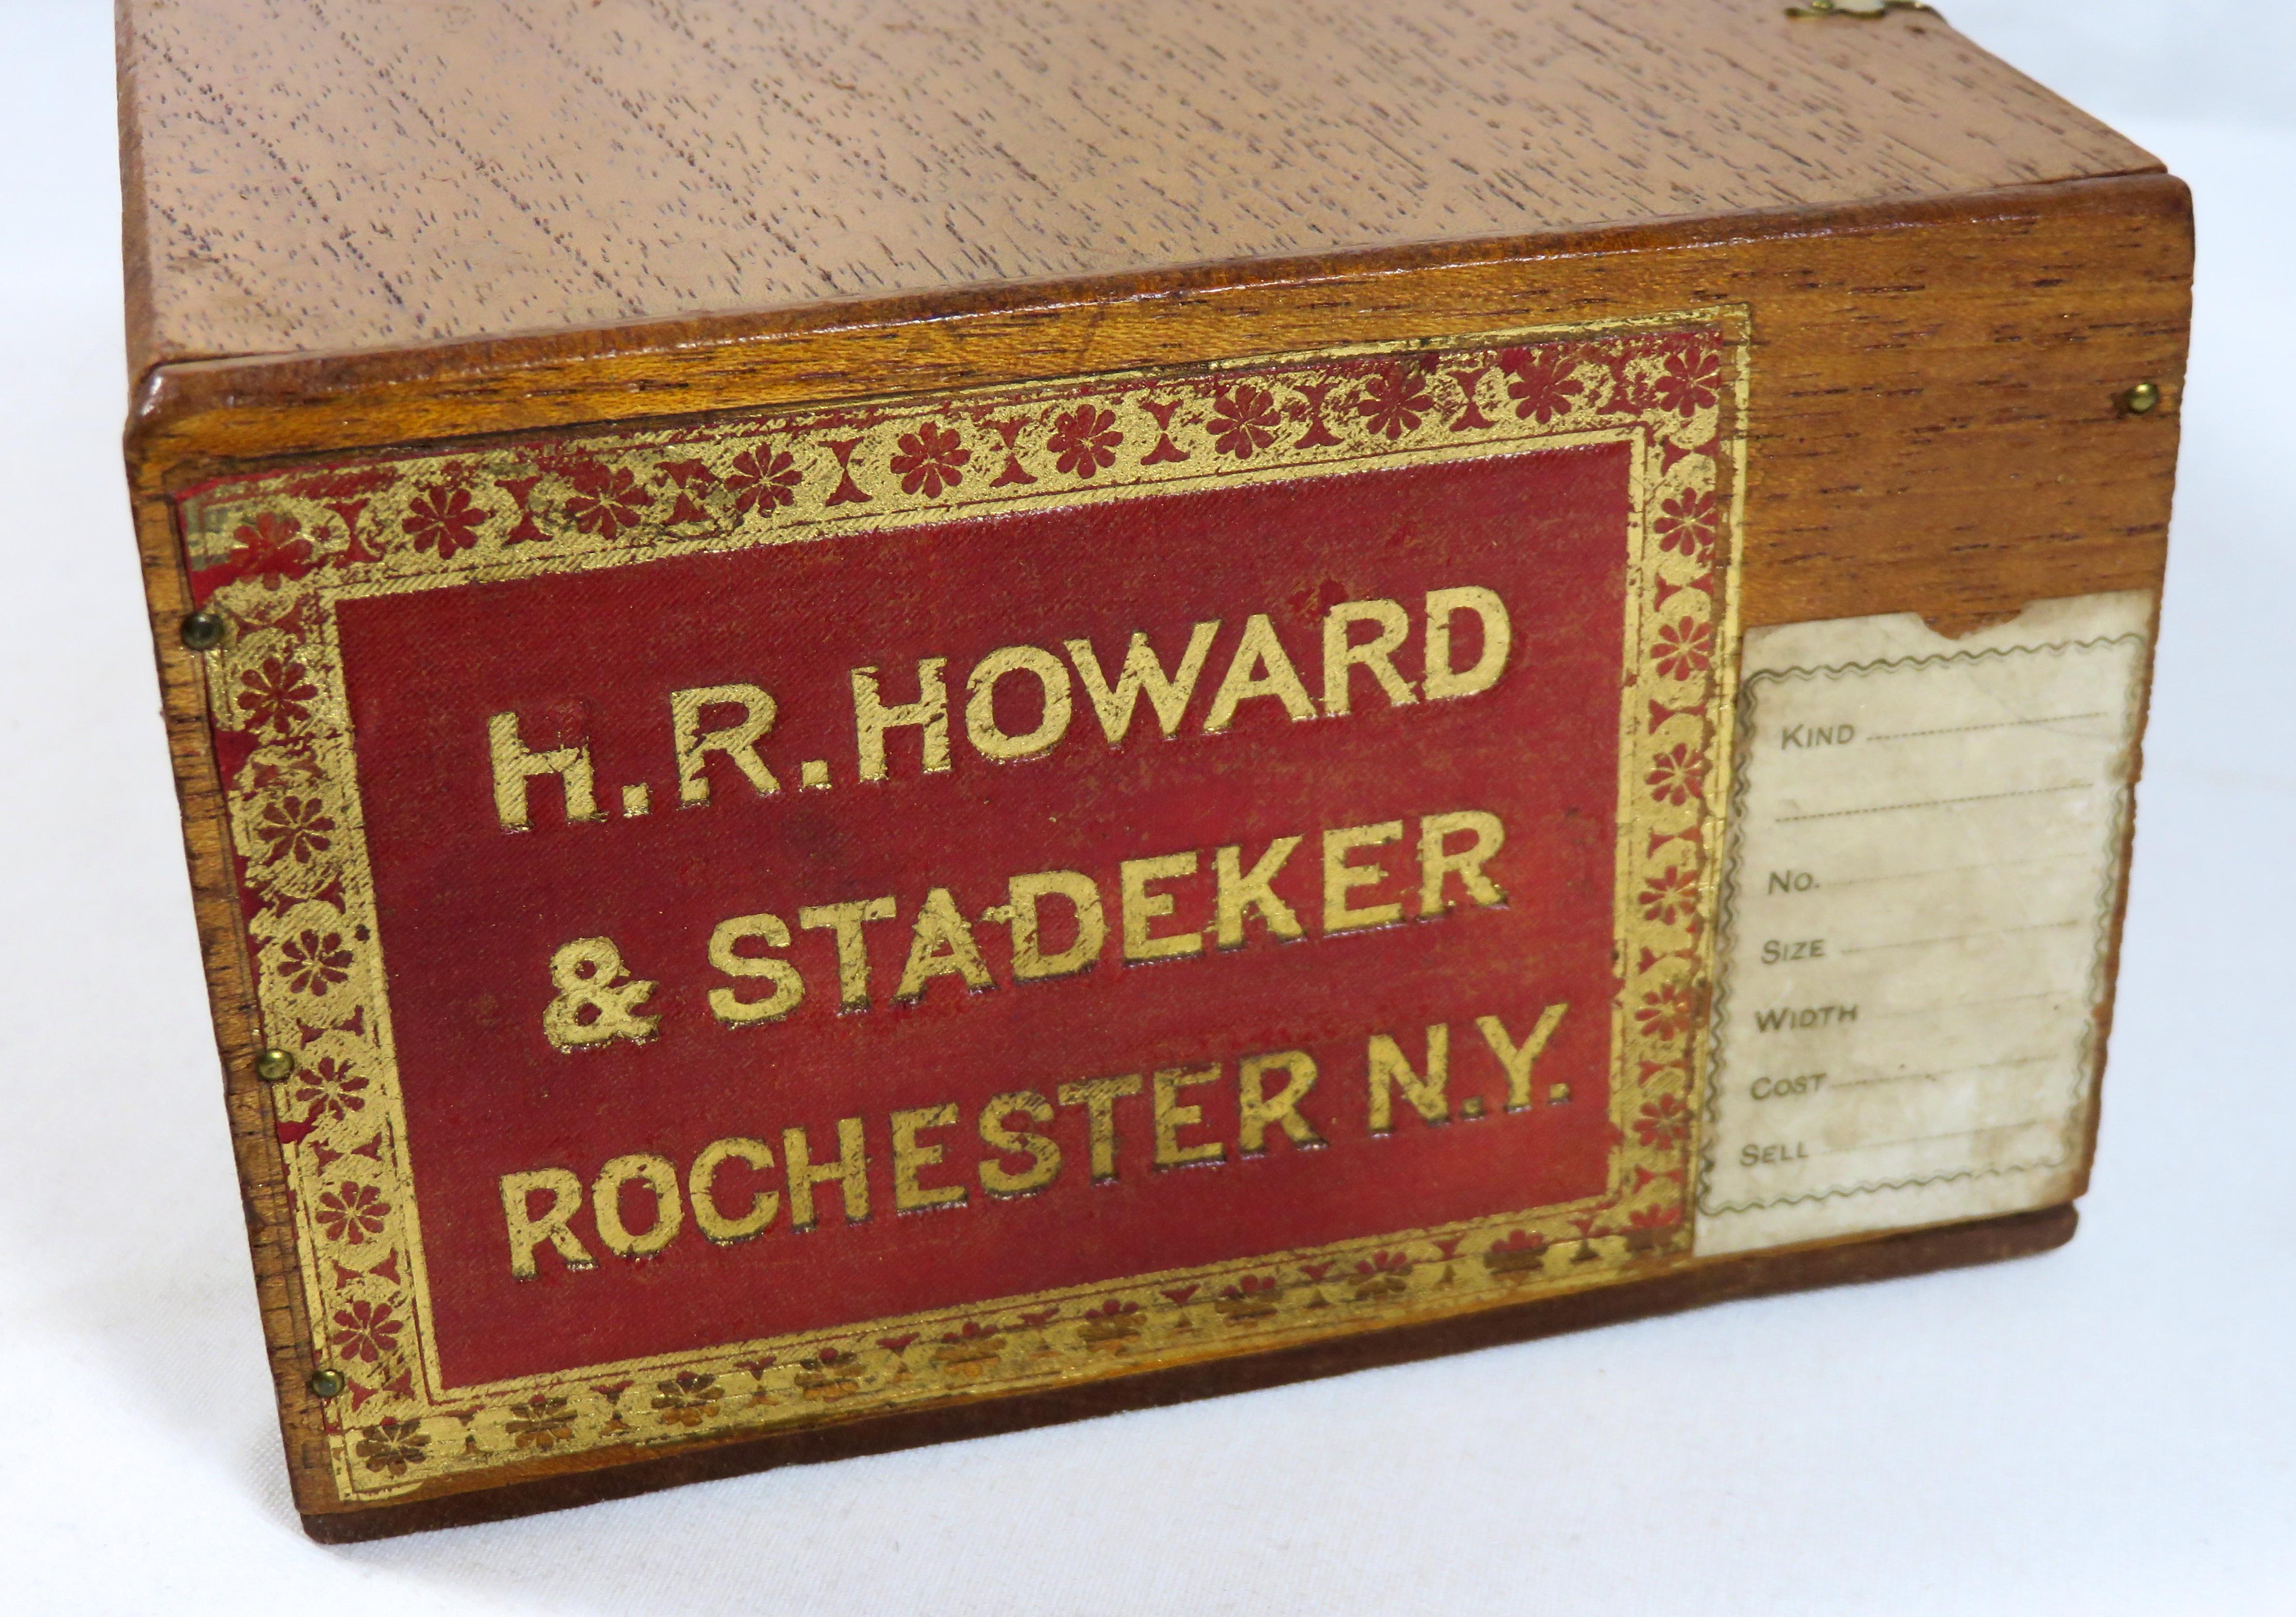 H.R.HOWARD
& STADEKER
ROCHESTER N.Y.
KIND
No.
SIZE
WIDTH
COST
SELL